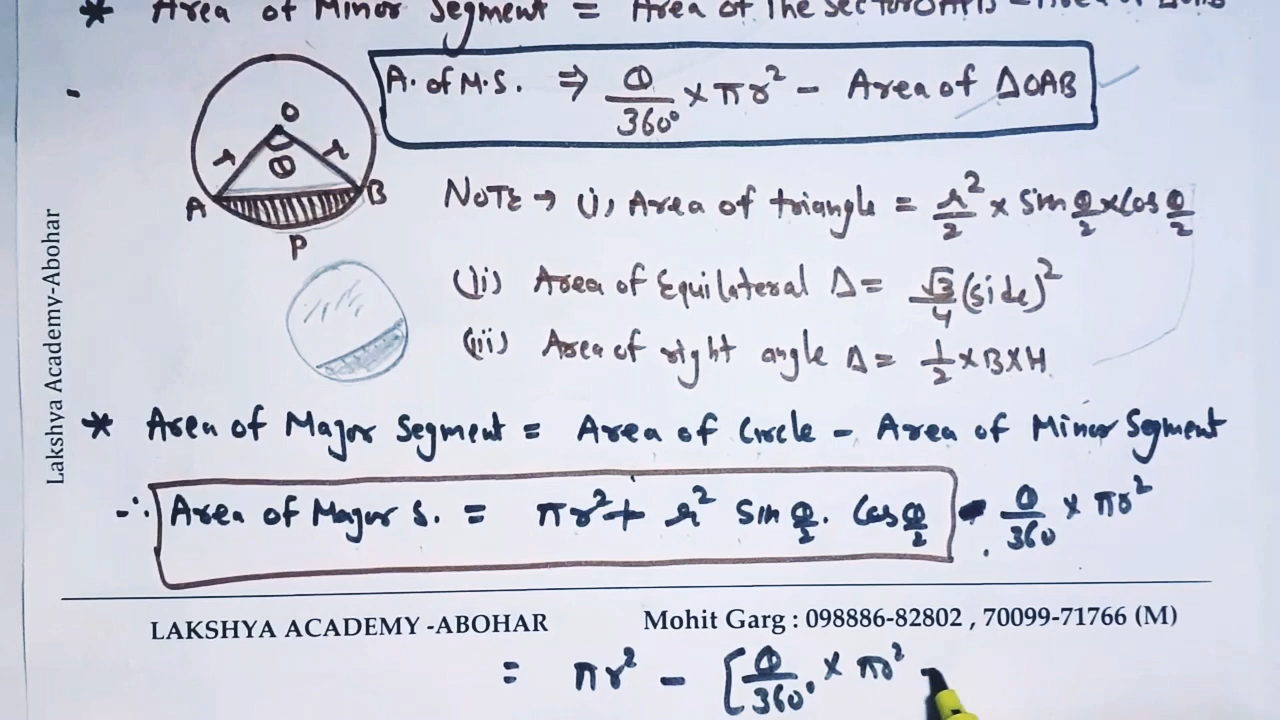 * Area of Minor Segment = Area of The Sector OAPB - Area of ΔOAB
A. of M.S. ⇒ θ/360° × πr² - Area of ΔOAB
O
r θ r
A B
P
NOTE → (i) Area of triangle = r²/2 × Sin θ/2 × Cos θ/2
(ii) Area of Equilateral Δ = √3/4 (side)²
(iii) Area of right angle Δ = 1/2 × B × H
* Area of Major Segment = Area of Circle - Area of Minor Segment
∴ Area of Major S. = πr² + r² Sin θ/2 . Cos θ/2 - θ/360 × πr²
LAKSHYA ACADEMY -ABOHAR Mohit Garg : 098886-82802 , 70099-71766 (M)
= πr² - [θ/360° × πr² -
Lakshya Academy-Abohar